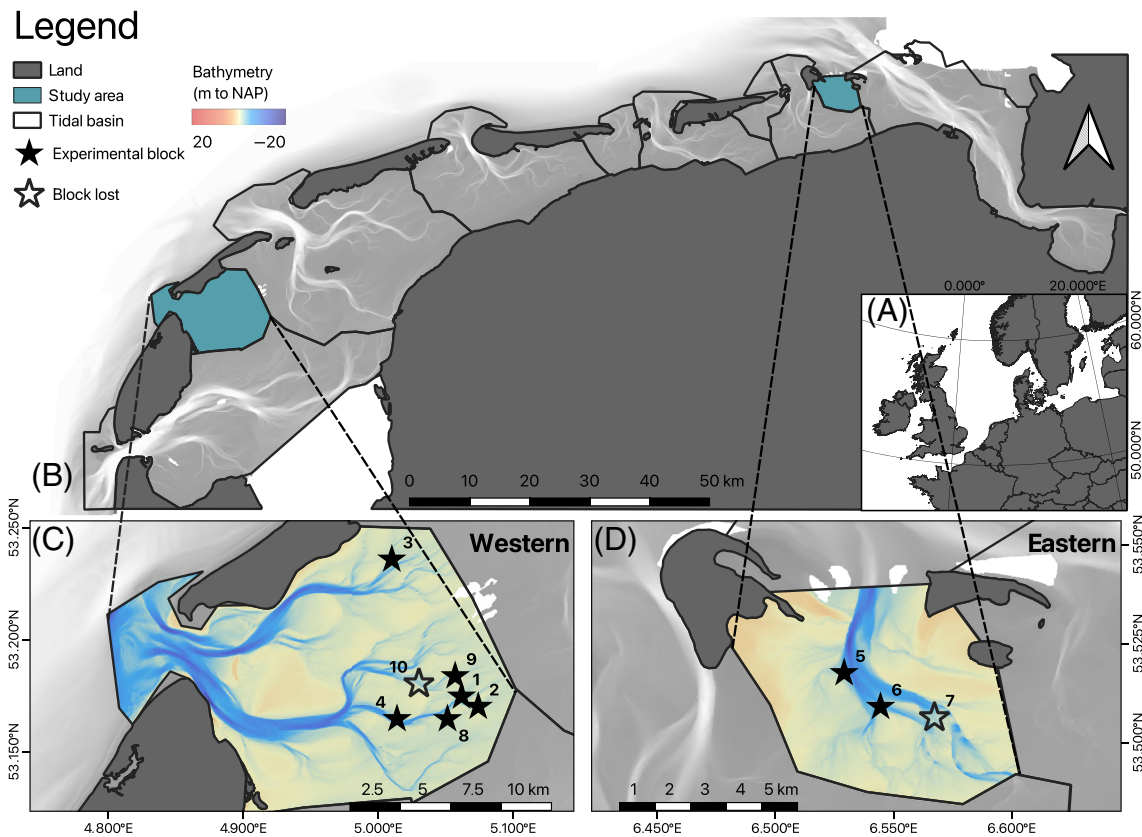 Legend
Land
Study area
Tidal basin
Experimental block
Block lost
Bathymetry
(m to NAP)
20 −20
(A)
0.000°E 20.000°E
60.000°N
50.000°N
(B)
0 10 20 30 40 50 km
(C)
Western
3
10
9
1
2
4
8
2.5 5 7.5 10 km
53.250°N
53.200°N
53.150°N
4.800°E 4.900°E 5.000°E 5.100°E
(D)
Eastern
5
6
7
1 2 3 4 5 km
53.550°N
53.525°N
53.500°N
6.450°E 6.500°E 6.550°E 6.600°E